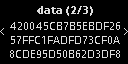 data (2/3)
420045CB7B5EBDF26
< 57FFC1FADFD73CF0A >
8CDE95D50B62D3DF8